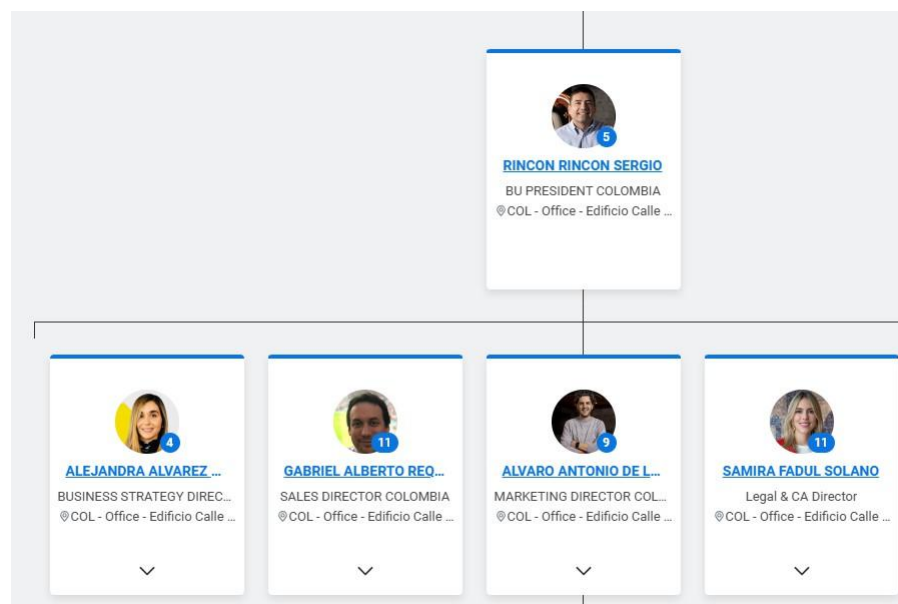 5
RINCON RINCON SERGIO
BU PRESIDENT COLOMBIA
COL - Office - Edificio Calle ...
4
ALEJANDRA ALVAREZ ...
BUSINESS STRATEGY DIREC...
COL - Office - Edificio Calle ...
11
GABRIEL ALBERTO REQ...
SALES DIRECTOR COLOMBIA
COL - Office - Edificio Calle ...
9
ALVARO ANTONIO DE L...
MARKETING DIRECTOR COL...
COL - Office - Edificio Calle ...
11
SAMIRA FADUL SOLANO
Legal & CA Director
COL - Office - Edificio Calle ...